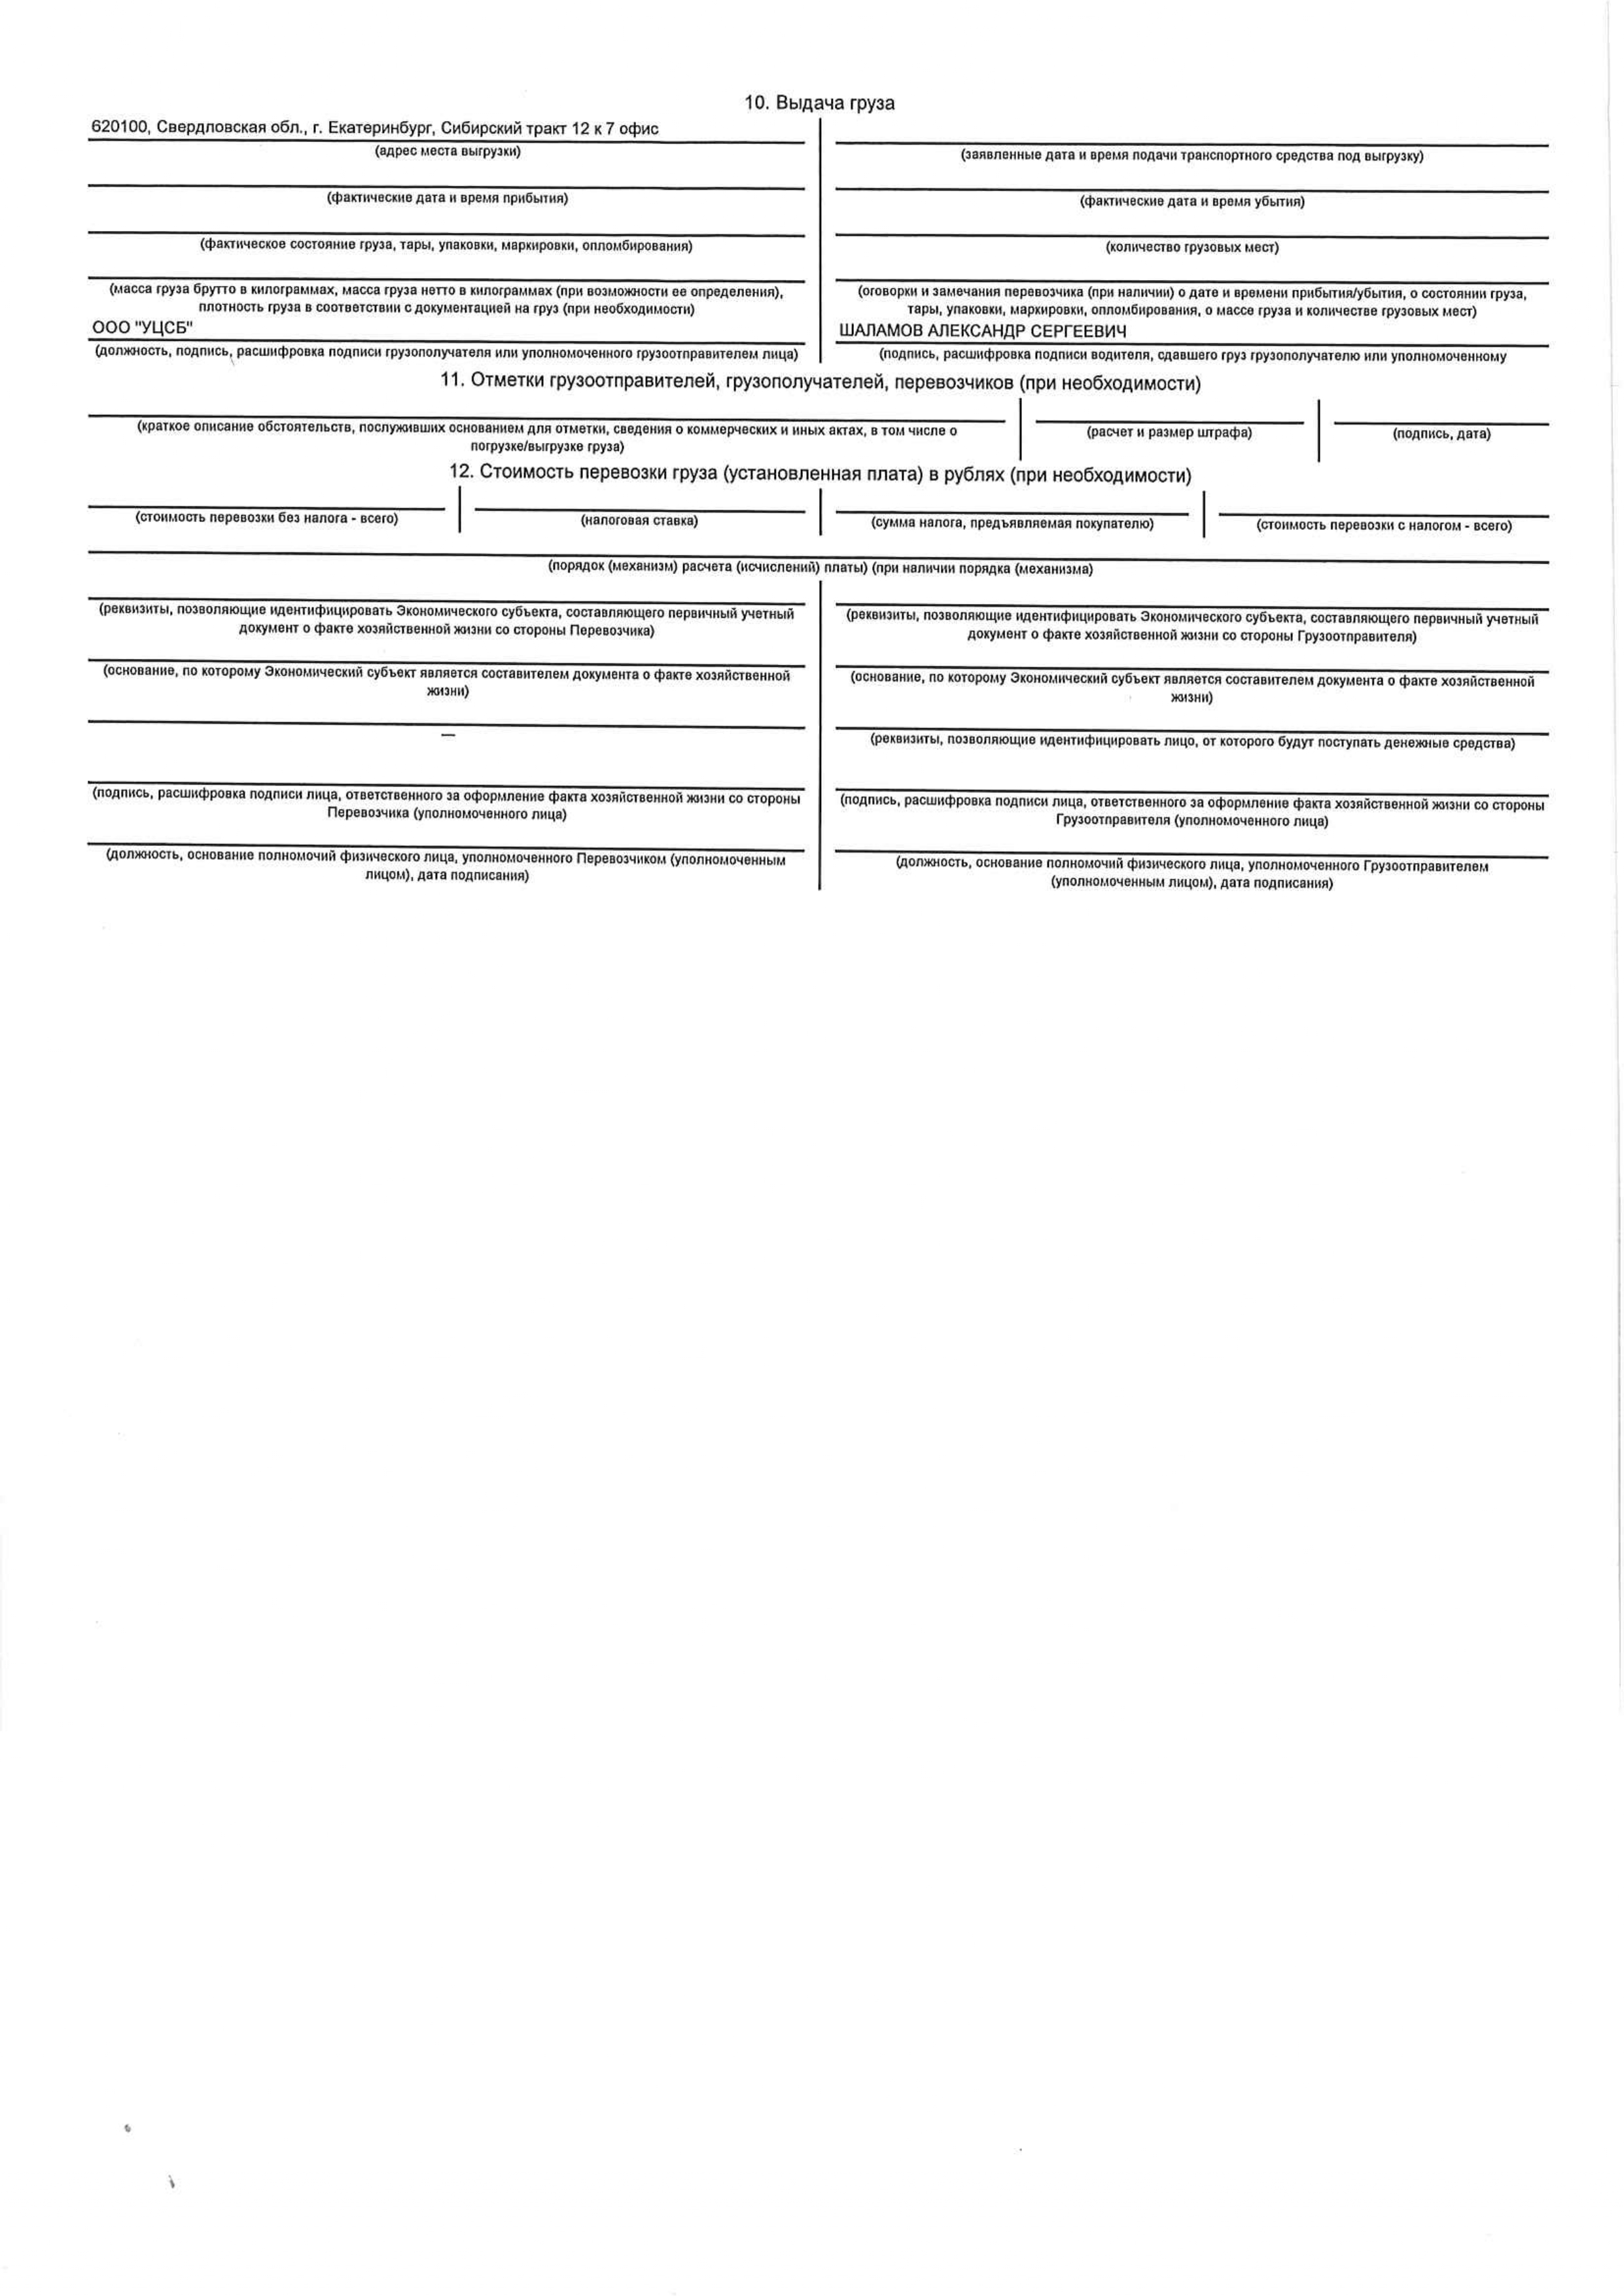 10. Выдача груза
620100, Свердловская обл., г. Екатеринбург, Сибирский тракт 12 к 7 офис
(адрес места выгрузки)
(заявленные дата и время подачи транспортного средства под выгрузку)
(фактические дата и время прибытия)
(фактические дата и время убытия)
(фактическое состояние груза, тары, упаковки, маркировки, опломбирования)
(количество грузовых мест)
(масса груза брутто в килограммах, масса груза нетто в килограммах (при возможности ее определения),
плотность груза в соответствии с документацией на груз (при необходимости)
(оговорки и замечания перевозчика (при наличии) о дате и времени прибытия/убытия, о состоянии груза,
тары, упаковки, маркировки, опломбирования, о массе груза и количестве грузовых мест)
ООО "УЦСБ"
ШАЛАМОВ АЛЕКСАНДР СЕРГЕЕВИЧ
(должность, подпись, расшифровка подписи грузополучателя или уполномоченного грузоотправителем лица)
(подпись, расшифровка подписи водителя, сдавшего груз грузополучателю или уполномоченному
11. Отметки грузоотправителей, грузополучателей, перевозчиков (при необходимости)
(краткое описание обстоятельств, послуживших основанием для отметки, сведения о коммерческих и иных актах, в том числе о
погрузке/выгрузке груза)
(расчет и размер штрафа)
(подпись, дата)
12. Стоимость перевозки груза (установленная плата) в рублях (при необходимости)
(стоимость перевозки без налога - всего)
(налоговая ставка)
(сумма налога, предъявляемая покупателю)
(стоимость перевозки с налогом - всего)
(порядок (механизм) расчета (исчислений) платы) (при наличии порядка (механизма)
(реквизиты, позволяющие идентифицировать Экономического субъекта, составляющего первичный учетный
документ о факте хозяйственной жизни со стороны Перевозчика)
(реквизиты, позволяющие идентифицировать Экономического субъекта, составляющего первичный учетный
документ о факте хозяйственной жизни со стороны Грузоотправителя)
(основание, по которому Экономический субъект является составителем документа о факте хозяйственной
жизни)
(основание, по которому Экономический субъект является составителем документа о факте хозяйственной
жизни)
—
(реквизиты, позволяющие идентифицировать лицо, от которого будут поступать денежные средства)
(подпись, расшифровка подписи лица, ответственного за оформление факта хозяйственной жизни со стороны
Перевозчика (уполномоченного лица)
(подпись, расшифровка подписи лица, ответственного за оформление факта хозяйственной жизни со стороны
Грузоотправителя (уполномоченного лица)
(должность, основание полномочий физического лица, уполномоченного Перевозчиком (уполномоченным
лицом), дата подписания)
(должность, основание полномочий физического лица, уполномоченного Грузоотправителем
(уполномоченным лицом), дата подписания)